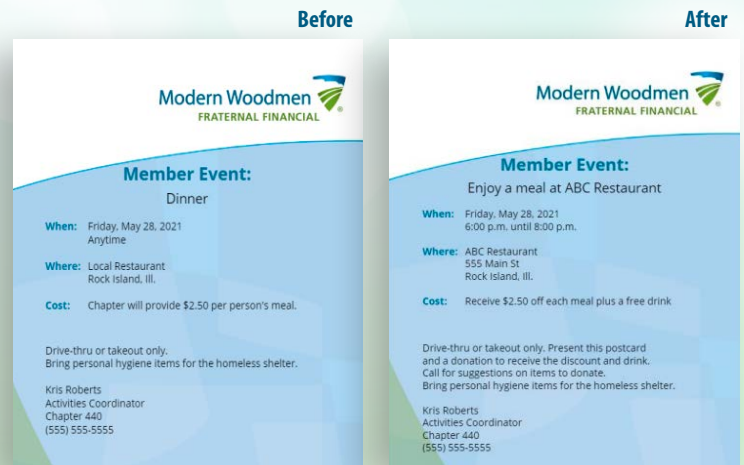 Before
Modern Woodmen
FRATERNAL FINANCIAL
®
Member Event:
Dinner
When: Friday, May 28, 2021
Anytime
Where: Local Restaurant
Rock Island, Ill.
Cost: Chapter will provide $2.50 per person's meal.
Drive-thru or takeout only.
Bring personal hygiene items for the homeless shelter.
Kris Roberts
Activities Coordinator
Chapter 440
(555) 555-5555
After
Modern Woodmen
FRATERNAL FINANCIAL
®
Member Event:
Enjoy a meal at ABC Restaurant
When: Friday, May 28, 2021
6:00 p.m. until 8:00 p.m.
Where: ABC Restaurant
555 Main St
Rock Island, Ill.
Cost: Receive $2.50 off each meal plus a free drink
Drive-thru or takeout only. Present this postcard
and a donation to receive the discount and drink.
Call for suggestions on items to donate.
Bring personal hygiene items for the homeless shelter.
Kris Roberts
Activities Coordinator
Chapter 440
(555) 555-5555